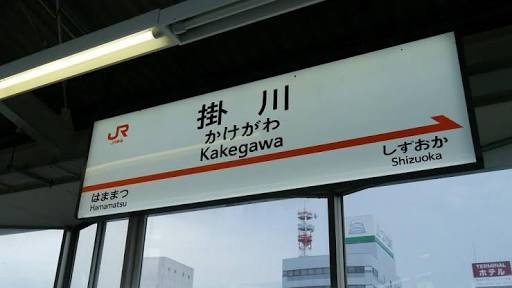 JR
掛川
かけがわ
Kakegawa
はままつ
Hamamatsu
しずおか
Shizuoka
TERMINAL
ホテル